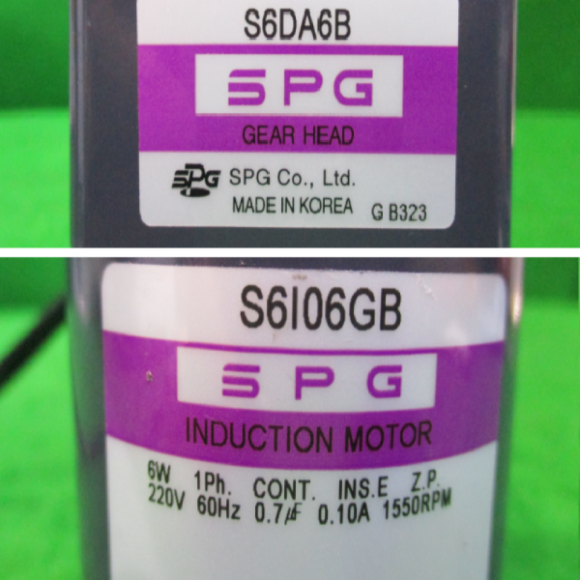 S6DA6B
SPG
GEAR HEAD
SPG SPG Co., Ltd.
MADE IN KOREA G B323
S6I06GB
SPG
INDUCTION MOTOR
6W 1Ph. CONT. INS.E Z.P.
220V 60Hz 0.7μF 0.10A 1550RPM